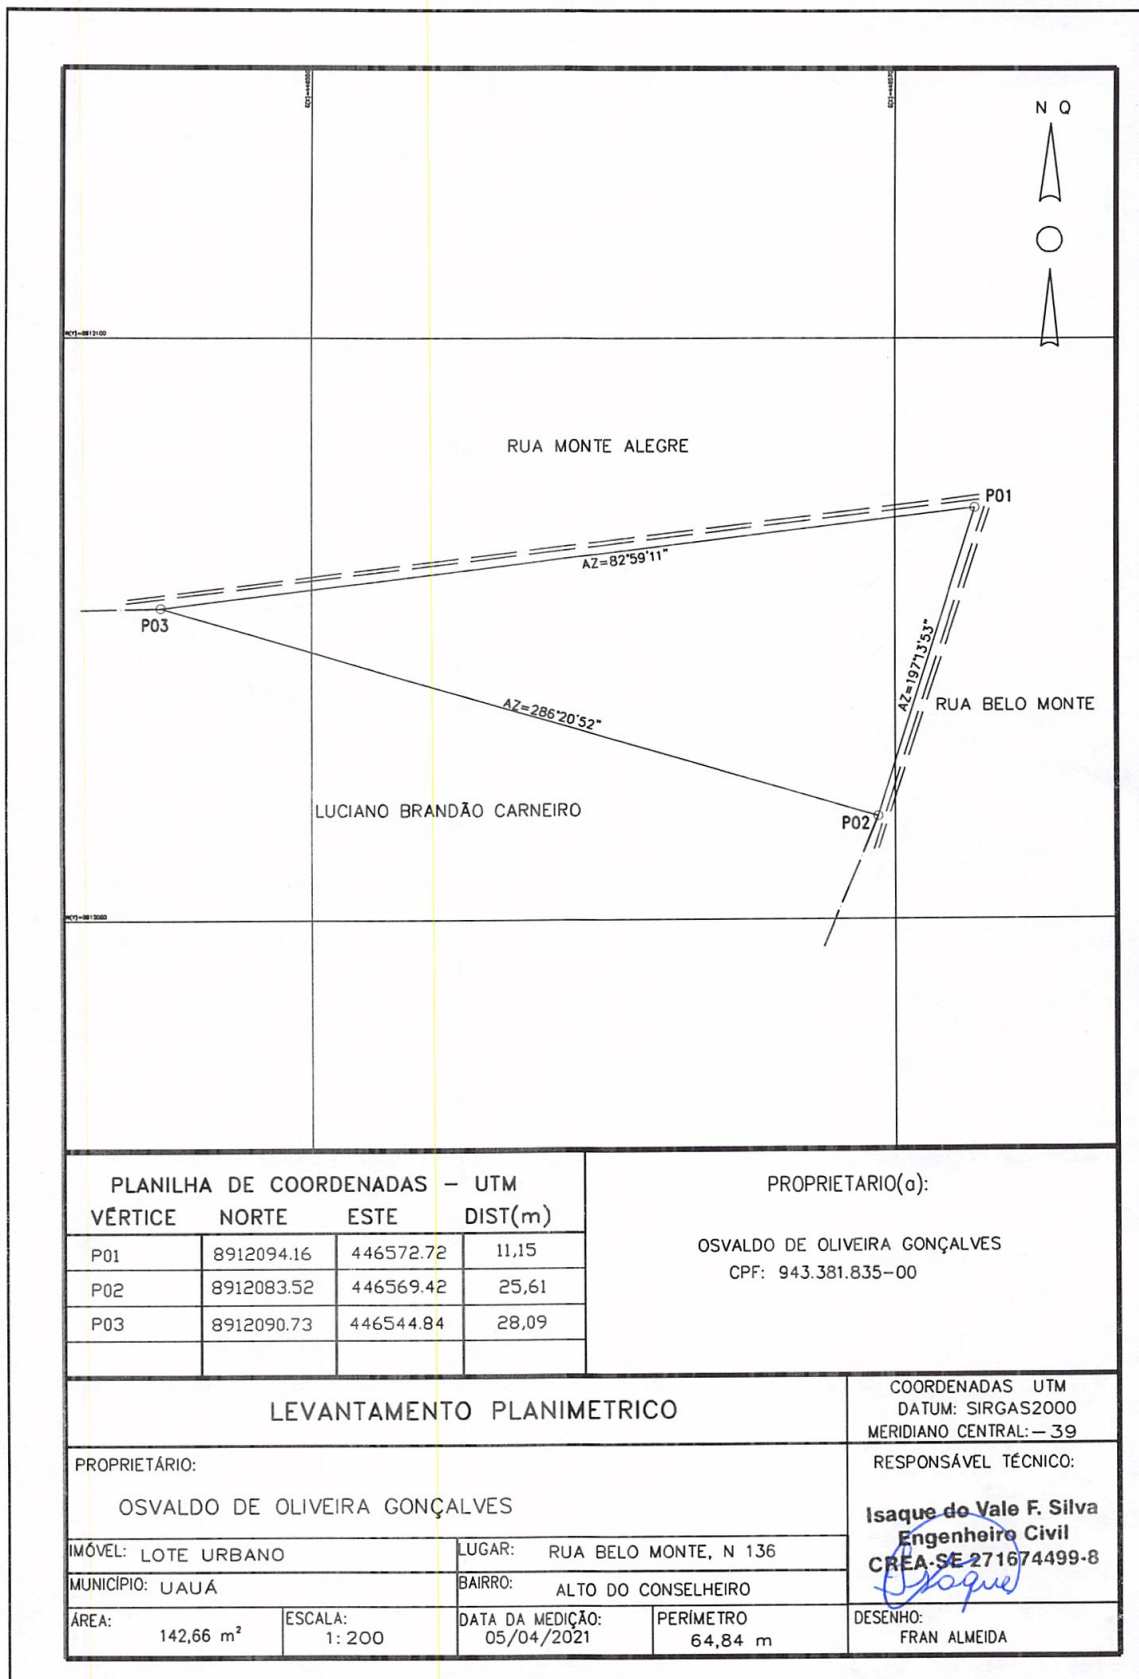 E(X)=446550
E(X)=446570
N Q
N(Y)=8912100
RUA MONTE ALEGRE
P01
AZ=82°59'11"
P03
AZ=197°13'53"
AZ=286°20'52"
RUA BELO MONTE
LUCIANO BRANDÃO CARNEIRO
P02
PLANILHA DE COORDENADAS - UTM
VÉRTICE NORTE ESTE DIST(m)
P01 8912094.16 446572.72 11,15
P02 8912083.52 446569.42 25,61
P03 8912090.73 446544.84 28,09
PROPRIETARIO(a):
OSVALDO DE OLIVEIRA GONÇALVES
CPF: 943.381.835-00
LEVANTAMENTO PLANIMETRICO
COORDENADAS UTM
DATUM: SIRGAS2000
MERIDIANO CENTRAL:-39
PROPRIETÁRIO:
OSVALDO DE OLIVEIRA GONÇALVES
RESPONSÁVEL TÉCNICO:
Isaque do Vale F. Silva
Engenheiro Civil
CREA-SE 271674499-8
Isaque
IMÓVEL: LOTE URBANO
LUGAR: RUA BELO MONTE, N 136
MUNICÍPIO: UAUÁ
BAIRRO: ALTO DO CONSELHEIRO
ÁREA: 142,66 m²
ESCALA: 1:200
DATA DA MEDIÇÃO: 05/04/2021
PERÍMETRO 64,84 m
DESENHO:
FRAN ALMEIDA